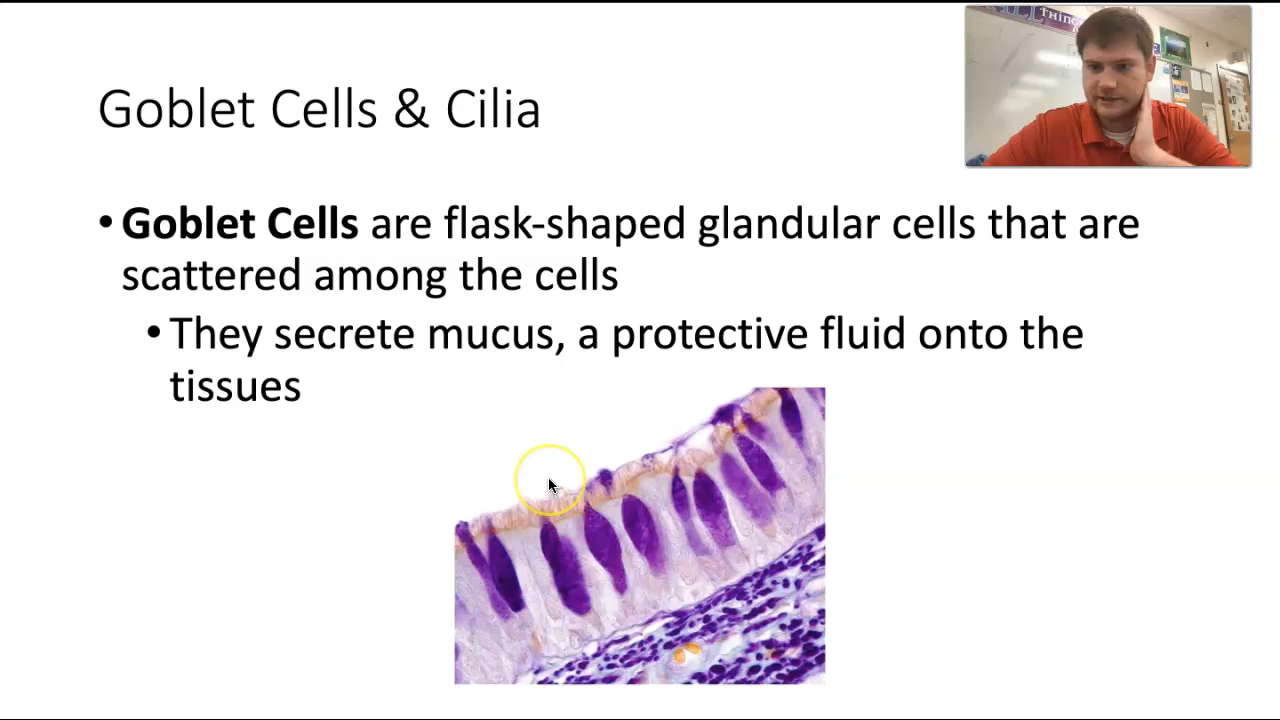 Goblet Cells & Cilia
• Goblet Cells are flask-shaped glandular cells that are
scattered among the cells
• They secrete mucus, a protective fluid onto the
tissues
THINGS